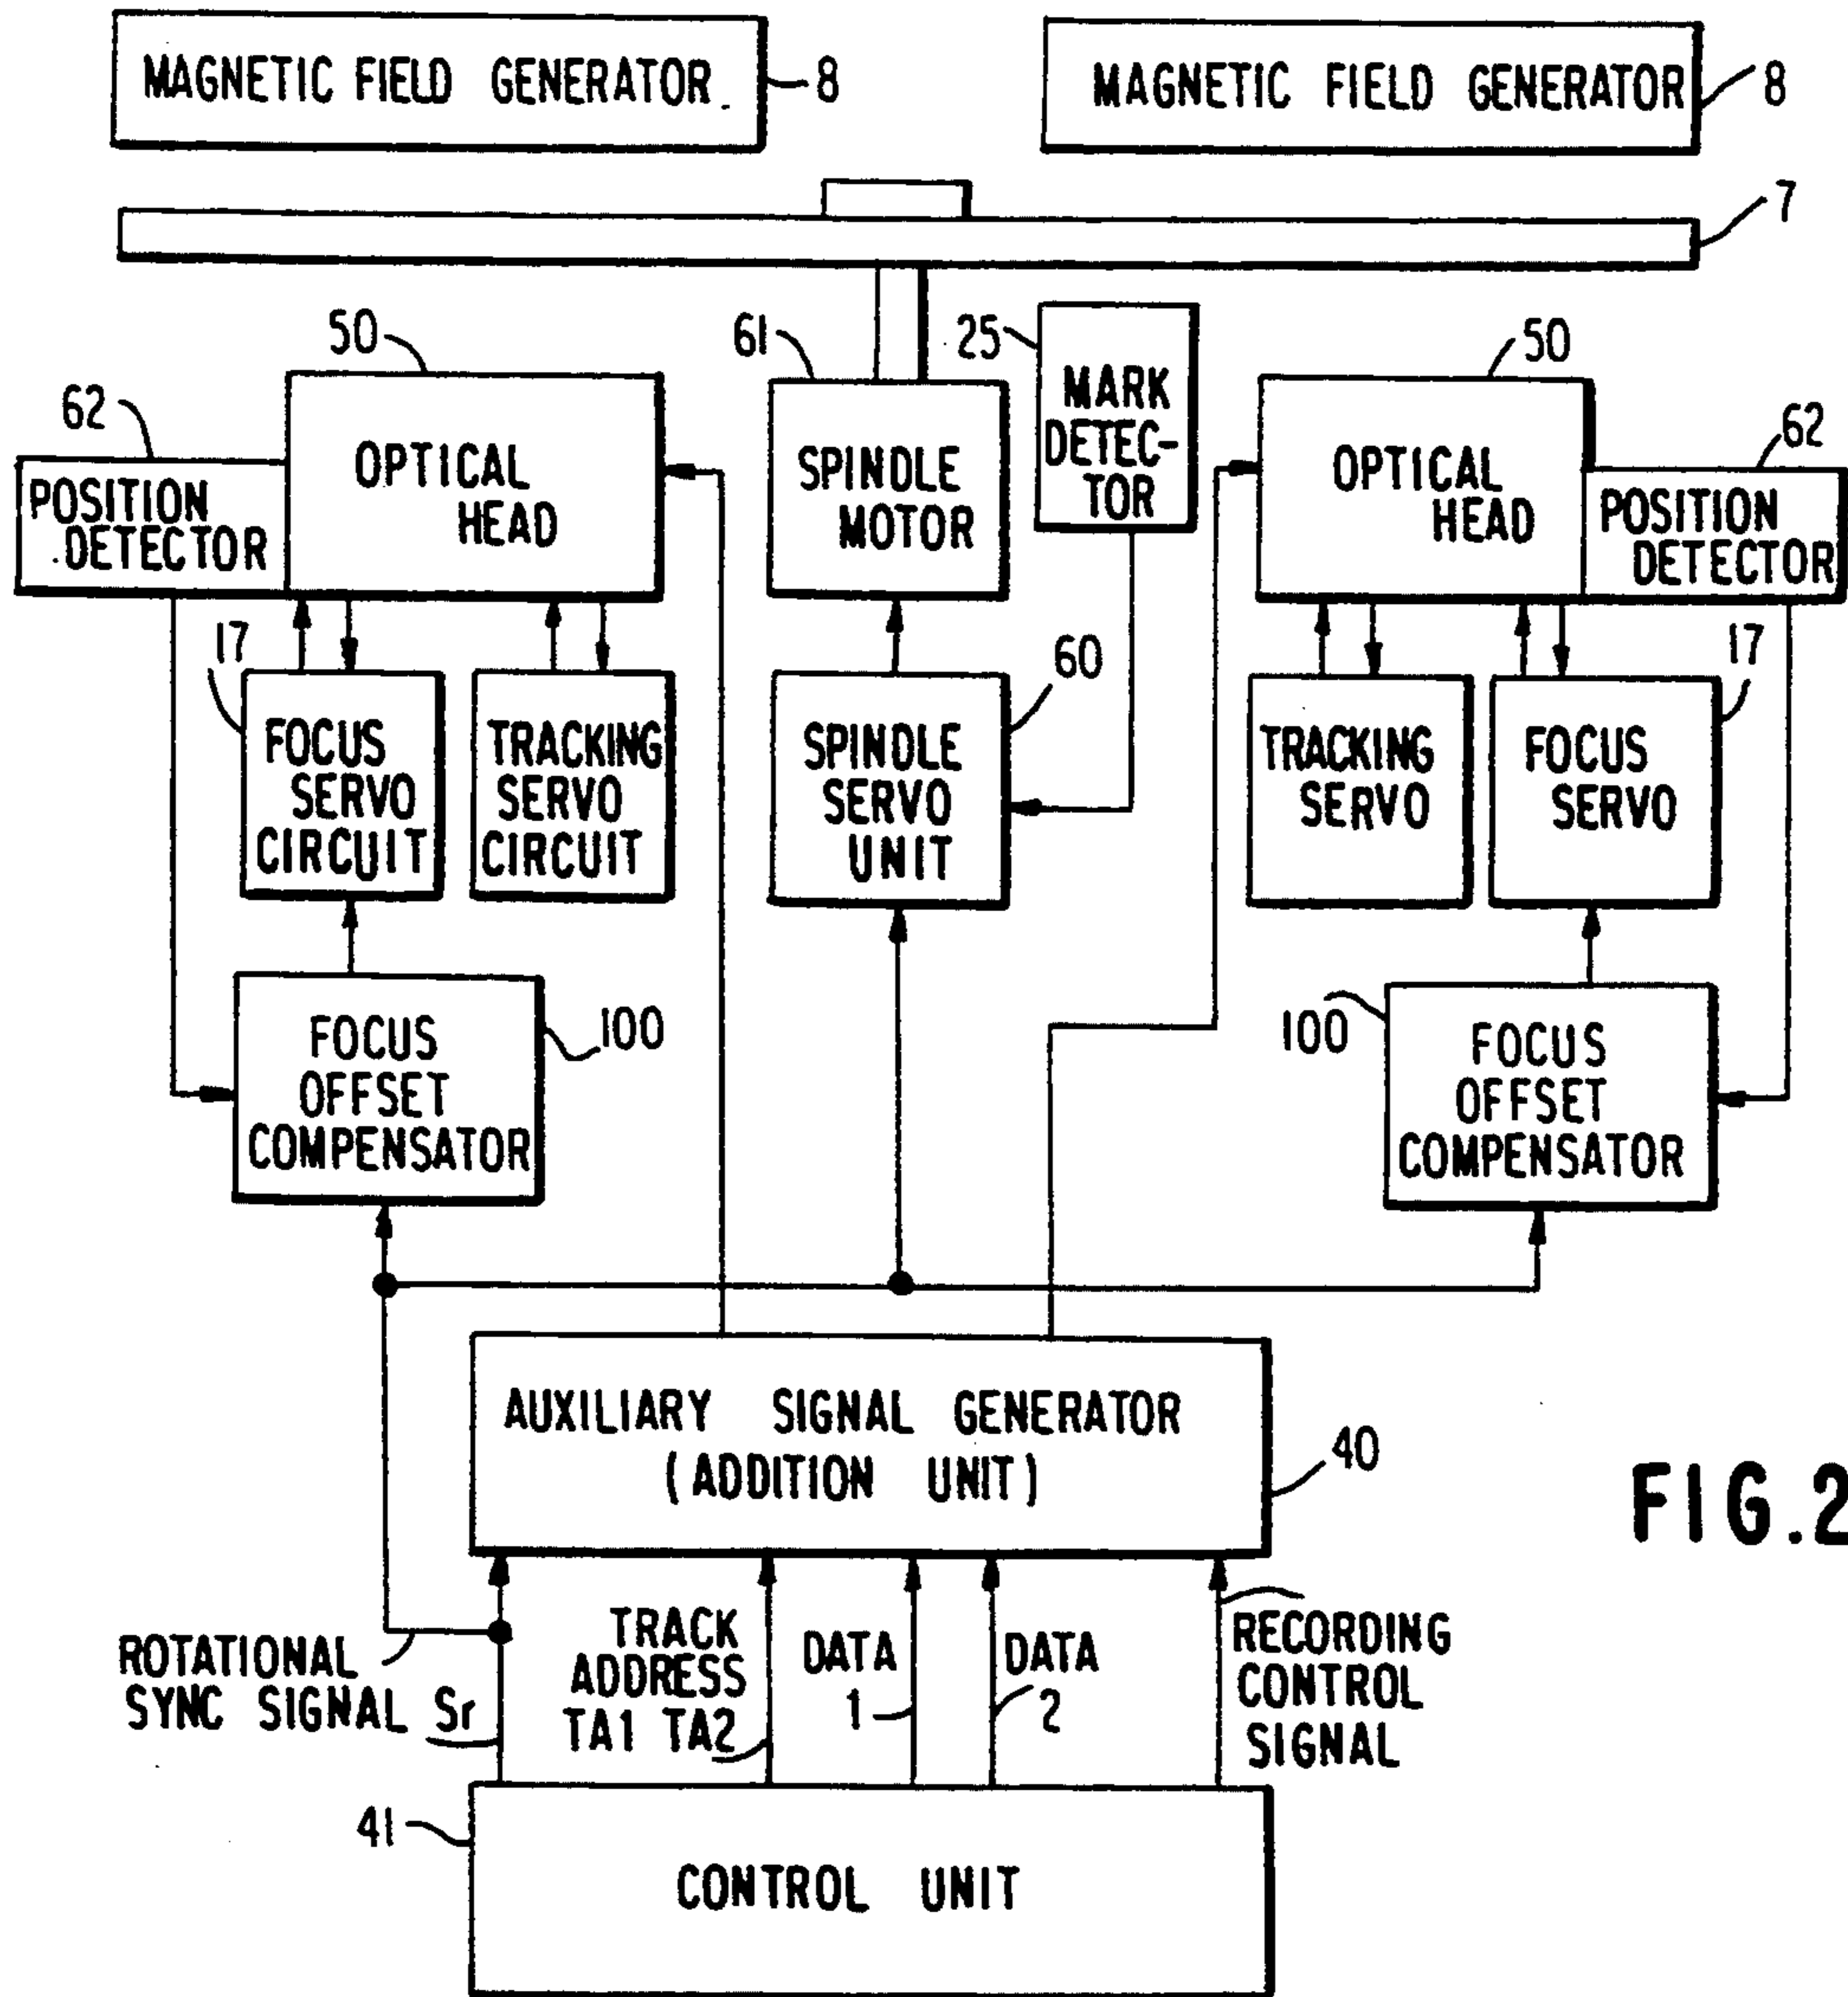 MAGNETIC FIELD GENERATOR
8
MAGNETIC FIELD GENERATOR
8
7
50
61
25
50
62
62
POSITION
DETECTOR
OPTICAL
HEAD
SPINDLE
MOTOR
MARK
DETEC-
TOR
OPTICAL
HEAD
POSITION
DETECTOR
17
60
17
FOCUS
SERVO
CIRCUIT
TRACKING
SERVO
CIRCUIT
SPINDLE
SERVO
UNIT
TRACKING
SERVO
FOCUS
SERVO
FOCUS
OFFSET
COMPENSATOR
100
100
FOCUS
OFFSET
COMPENSATOR
AUXILIARY SIGNAL GENERATOR
(ADDITION UNIT)
40
FIG.2
ROTATIONAL
SYNC SIGNAL Sr
TRACK
ADDRESS
TA1 TA2
DATA
1
DATA
2
RECORDING
CONTROL
SIGNAL
41
CONTROL UNIT